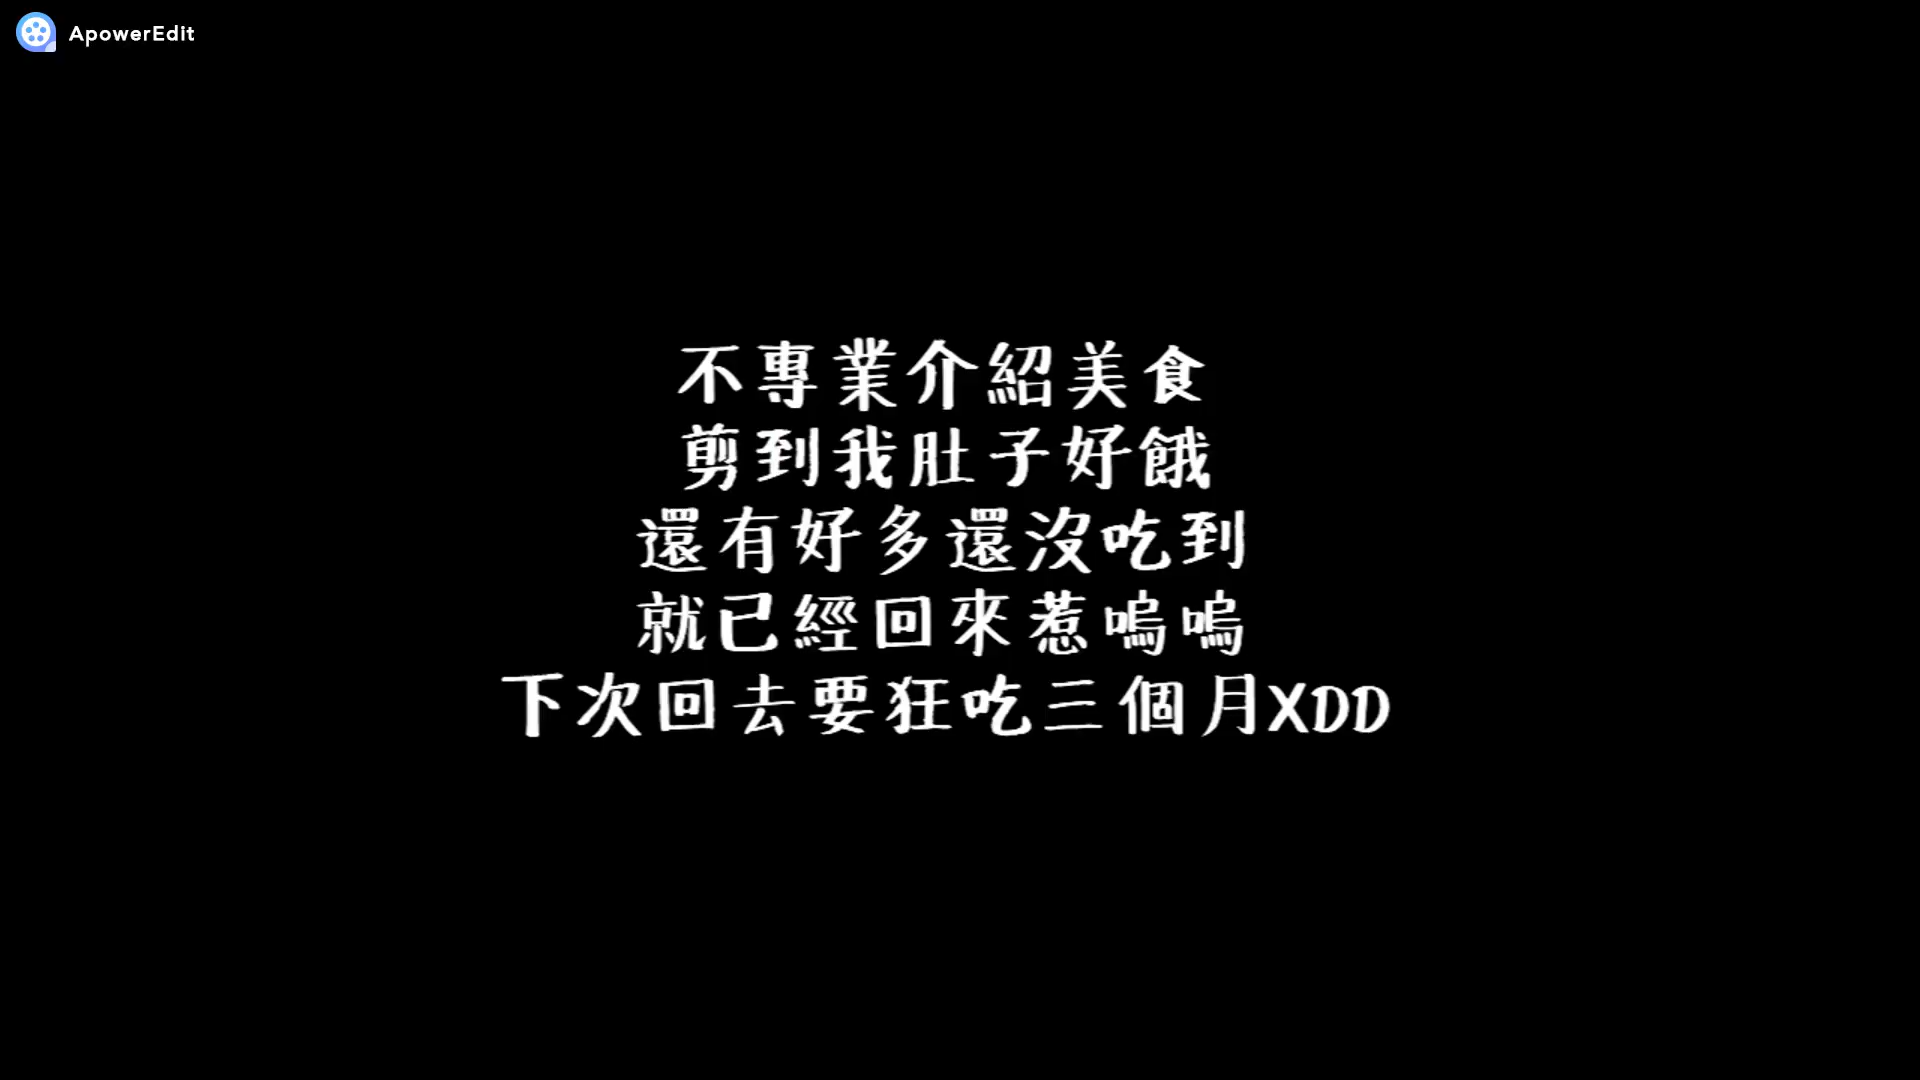 ApowerEdit
不專業介紹美食
剪到我肚子好餓
還有好多還沒吃到
就已經回來惹嗚嗚
下次回去要狂吃三個月XDD